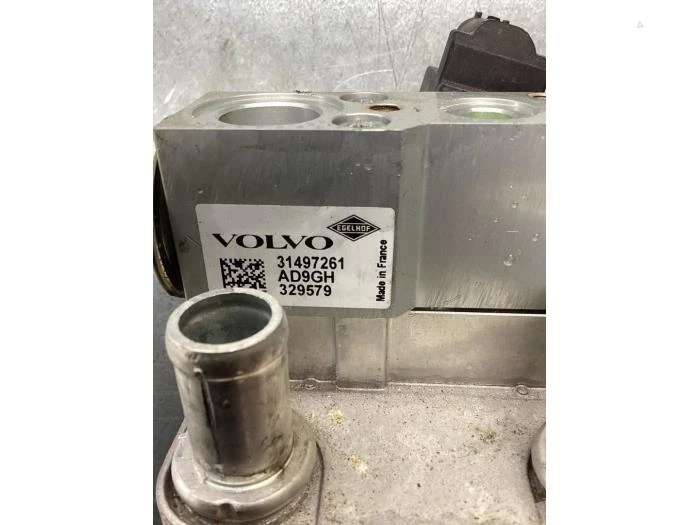 VOLVO
EGELHOF
31497261
AD9GH
329579
Made in France